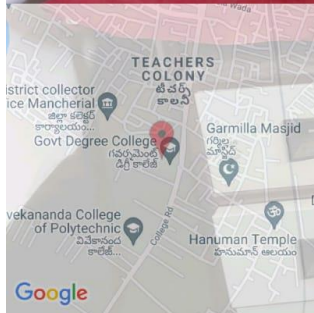 Wada
TEACHERS
COLONY
టీచర్స్
కాలనీ
istrict collector
ice Mancherial
జిల్లా కలెక్టర్
కార్యాలయం...
Govt Degree College
గవర్నమెంట్
డిగ్రీ కాలేజ్
Garmilla Masjid
గర్మిల్ల
మాస్జిద్
vekananda College
of Polytechnic
వివేకానంద
కాలేజ్...
College Rd
Hanuman Temple
హనుమాన్ ఆలయం
Google